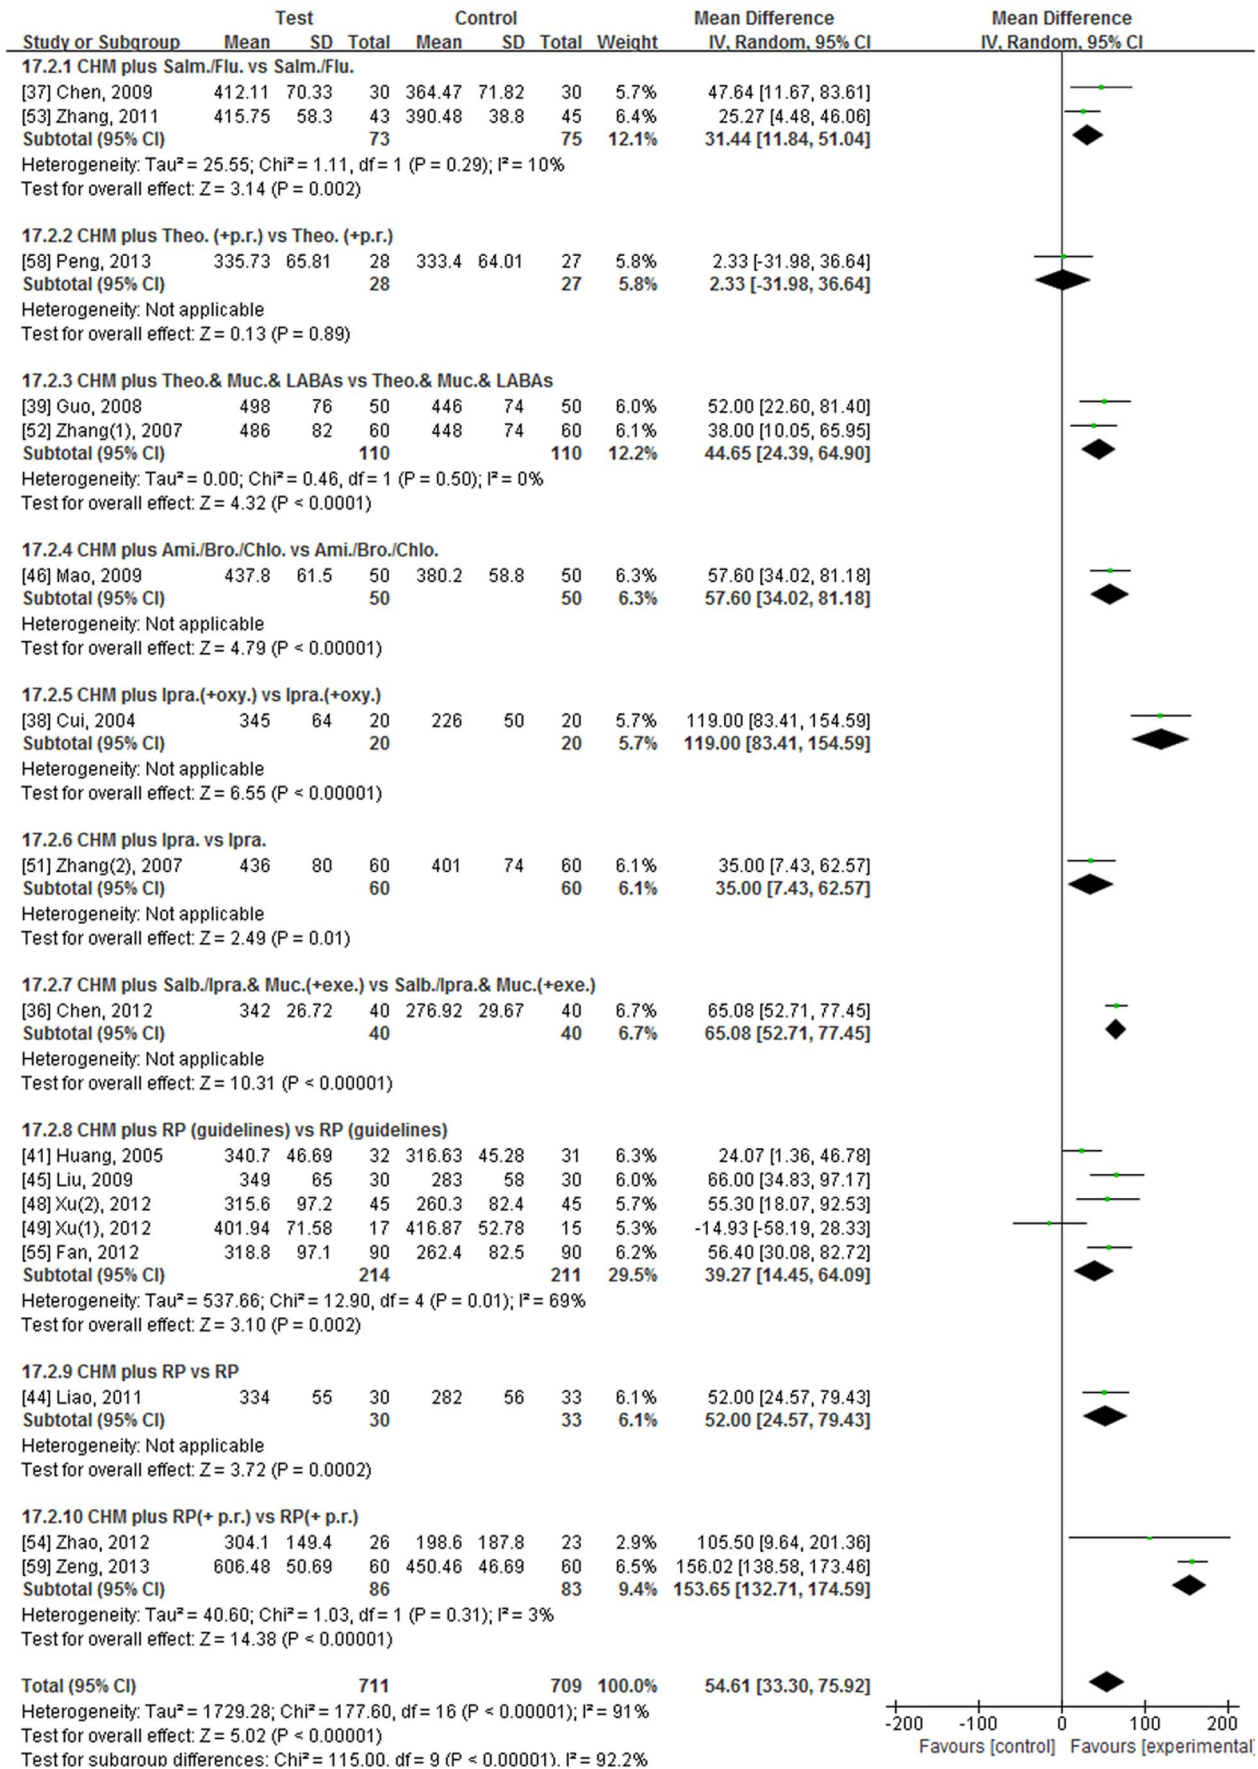 Test Control Mean Difference Mean Difference
Study or Subgroup Mean SD Total Mean SD Total Weight IV, Random, 95% CI IV, Random, 95% CI
17.2.1 CHM plus Salm./Flu. vs Salm./Flu.
[37] Chen, 2009 412.11 70.33 30 364.47 71.82 30 5.7% 47.64 [11.67, 83.61]
[53] Zhang, 2011 415.75 58.3 43 390.48 38.8 45 6.4% 25.27 [4.48, 46.06]
Subtotal (95% CI) 73 75 12.1% 31.44 [11.84, 51.04]
Heterogeneity: Tau² = 25.55; Chi² = 1.11, df = 1 (P = 0.29); I² = 10%
Test for overall effect: Z = 3.14 (P = 0.002)
17.2.2 CHM plus Theo. (+p.r.) vs Theo. (+p.r.)
[58] Peng, 2013 335.73 65.81 28 333.4 64.01 27 5.8% 2.33 [-31.98, 36.64]
Subtotal (95% CI) 28 27 5.8% 2.33 [-31.98, 36.64]
Heterogeneity: Not applicable
Test for overall effect: Z = 0.13 (P = 0.89)
17.2.3 CHM plus Theo.& Muc.& LABAs vs Theo.& Muc.& LABAs
[39] Guo, 2008 498 76 50 446 74 50 6.0% 52.00 [22.60, 81.40]
[52] Zhang(1), 2007 486 82 60 448 74 60 6.1% 38.00 [10.05, 65.95]
Subtotal (95% CI) 110 110 12.2% 44.65 [24.39, 64.90]
Heterogeneity: Tau² = 0.00; Chi² = 0.46, df = 1 (P = 0.50); I² = 0%
Test for overall effect: Z = 4.32 (P < 0.0001)
17.2.4 CHM plus Ami./Bro./Chlo. vs Ami./Bro./Chlo.
[46] Mao, 2009 437.8 61.5 50 380.2 58.8 50 6.3% 57.60 [34.02, 81.18]
Subtotal (95% CI) 50 50 6.3% 57.60 [34.02, 81.18]
Heterogeneity: Not applicable
Test for overall effect: Z = 4.79 (P < 0.00001)
17.2.5 CHM plus Ipra.(+oxy.) vs Ipra.(+oxy.)
[38] Cui, 2004 345 64 20 226 50 20 5.7% 119.00 [83.41, 154.59]
Subtotal (95% CI) 20 20 5.7% 119.00 [83.41, 154.59]
Heterogeneity: Not applicable
Test for overall effect: Z = 6.55 (P < 0.00001)
17.2.6 CHM plus Ipra. vs Ipra.
[51] Zhang(2), 2007 436 80 60 401 74 60 6.1% 35.00 [7.43, 62.57]
Subtotal (95% CI) 60 60 6.1% 35.00 [7.43, 62.57]
Heterogeneity: Not applicable
Test for overall effect: Z = 2.49 (P = 0.01)
17.2.7 CHM plus Salb./Ipra.& Muc.(+exe.) vs Salb./Ipra.& Muc.(+exe.)
[36] Chen, 2012 342 26.72 40 276.92 29.67 40 6.7% 65.08 [52.71, 77.45]
Subtotal (95% CI) 40 40 6.7% 65.08 [52.71, 77.45]
Heterogeneity: Not applicable
Test for overall effect: Z = 10.31 (P < 0.00001)
17.2.8 CHM plus RP (guidelines) vs RP (guidelines)
[41] Huang, 2005 340.7 46.69 32 316.63 45.28 31 6.3% 24.07 [1.36, 46.78]
[45] Liu, 2009 349 65 30 283 58 30 6.0% 66.00 [34.83, 97.17]
[48] Xu(2), 2012 315.6 97.2 45 260.3 82.4 45 5.7% 55.30 [18.07, 92.53]
[49] Xu(1), 2012 401.94 71.58 17 416.87 52.78 15 5.3% -14.93 [-58.19, 28.33]
[55] Fan, 2012 318.8 97.1 90 262.4 82.5 90 6.2% 56.40 [30.08, 82.72]
Subtotal (95% CI) 214 211 29.5% 39.27 [14.45, 64.09]
Heterogeneity: Tau² = 537.66; Chi² = 12.90, df = 4 (P = 0.01); I² = 69%
Test for overall effect: Z = 3.10 (P = 0.002)
17.2.9 CHM plus RP vs RP
[44] Liao, 2011 334 55 30 282 56 33 6.1% 52.00 [24.57, 79.43]
Subtotal (95% CI) 30 33 6.1% 52.00 [24.57, 79.43]
Heterogeneity: Not applicable
Test for overall effect: Z = 3.72 (P = 0.0002)
17.2.10 CHM plus RP(+ p.r.) vs RP(+ p.r.)
[54] Zhao, 2012 304.1 149.4 26 198.6 187.8 23 2.9% 105.50 [9.64, 201.36]
[59] Zeng, 2013 606.48 50.69 60 450.46 46.69 60 6.5% 156.02 [138.58, 173.46]
Subtotal (95% CI) 86 83 9.4% 153.65 [132.71, 174.59]
Heterogeneity: Tau² = 40.60; Chi² = 1.03, df = 1 (P = 0.31); I² = 3%
Test for overall effect: Z = 14.38 (P < 0.00001)
Total (95% CI) 711 709 100.0% 54.61 [33.30, 75.92]
Heterogeneity: Tau² = 1729.28; Chi² = 177.60, df = 16 (P < 0.00001); I² = 91%
Test for overall effect: Z = 5.02 (P < 0.00001)
Test for subgroup differences: Chi² = 115.00, df = 9 (P < 0.00001), I² = 92.2%
-200 -100 0 100 200
Favours [control] Favours [experimental]